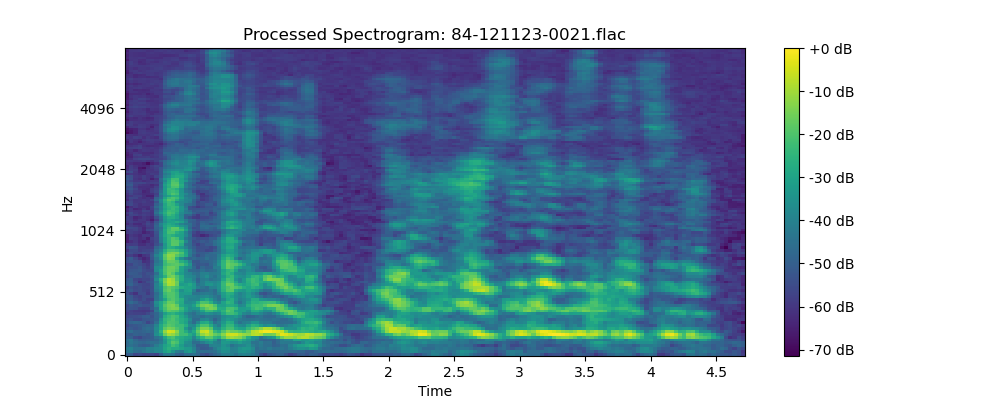 Processed Spectrogram: 84-121123-0021.flac
Hz
4096
2048
1024
512
0
0 0.5 1 1.5 2 2.5 3 3.5 4 4.5
Time
+0 dB
-10 dB
-20 dB
-30 dB
-40 dB
-50 dB
-60 dB
-70 dB